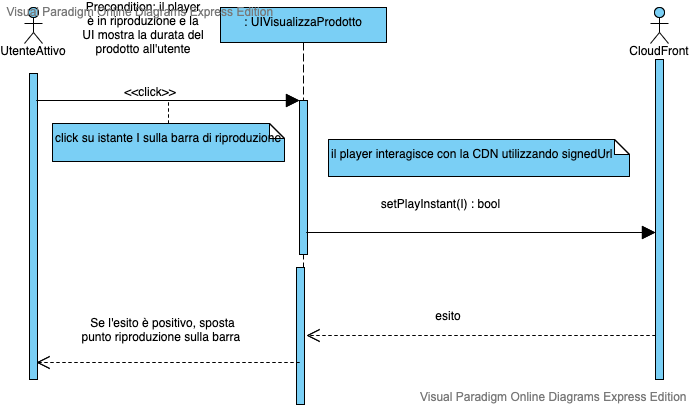 Visual Paradigm Online Diagrams Express Edition
Precondition: il player
è in riproduzione e la
UI mostra la durata del
prodotto all'utente
: UIVisualizzaProdotto
UtenteAttivo
CloudFront
<<click>>
click su istante I sulla barra di riproduzione
il player interagisce con la CDN utilizzando signedUrl
setPlayInstant(I) : bool
esito
Se l'esito è positivo, sposta
punto riproduzione sulla barra
Visual Paradigm Online Diagrams Express Edition